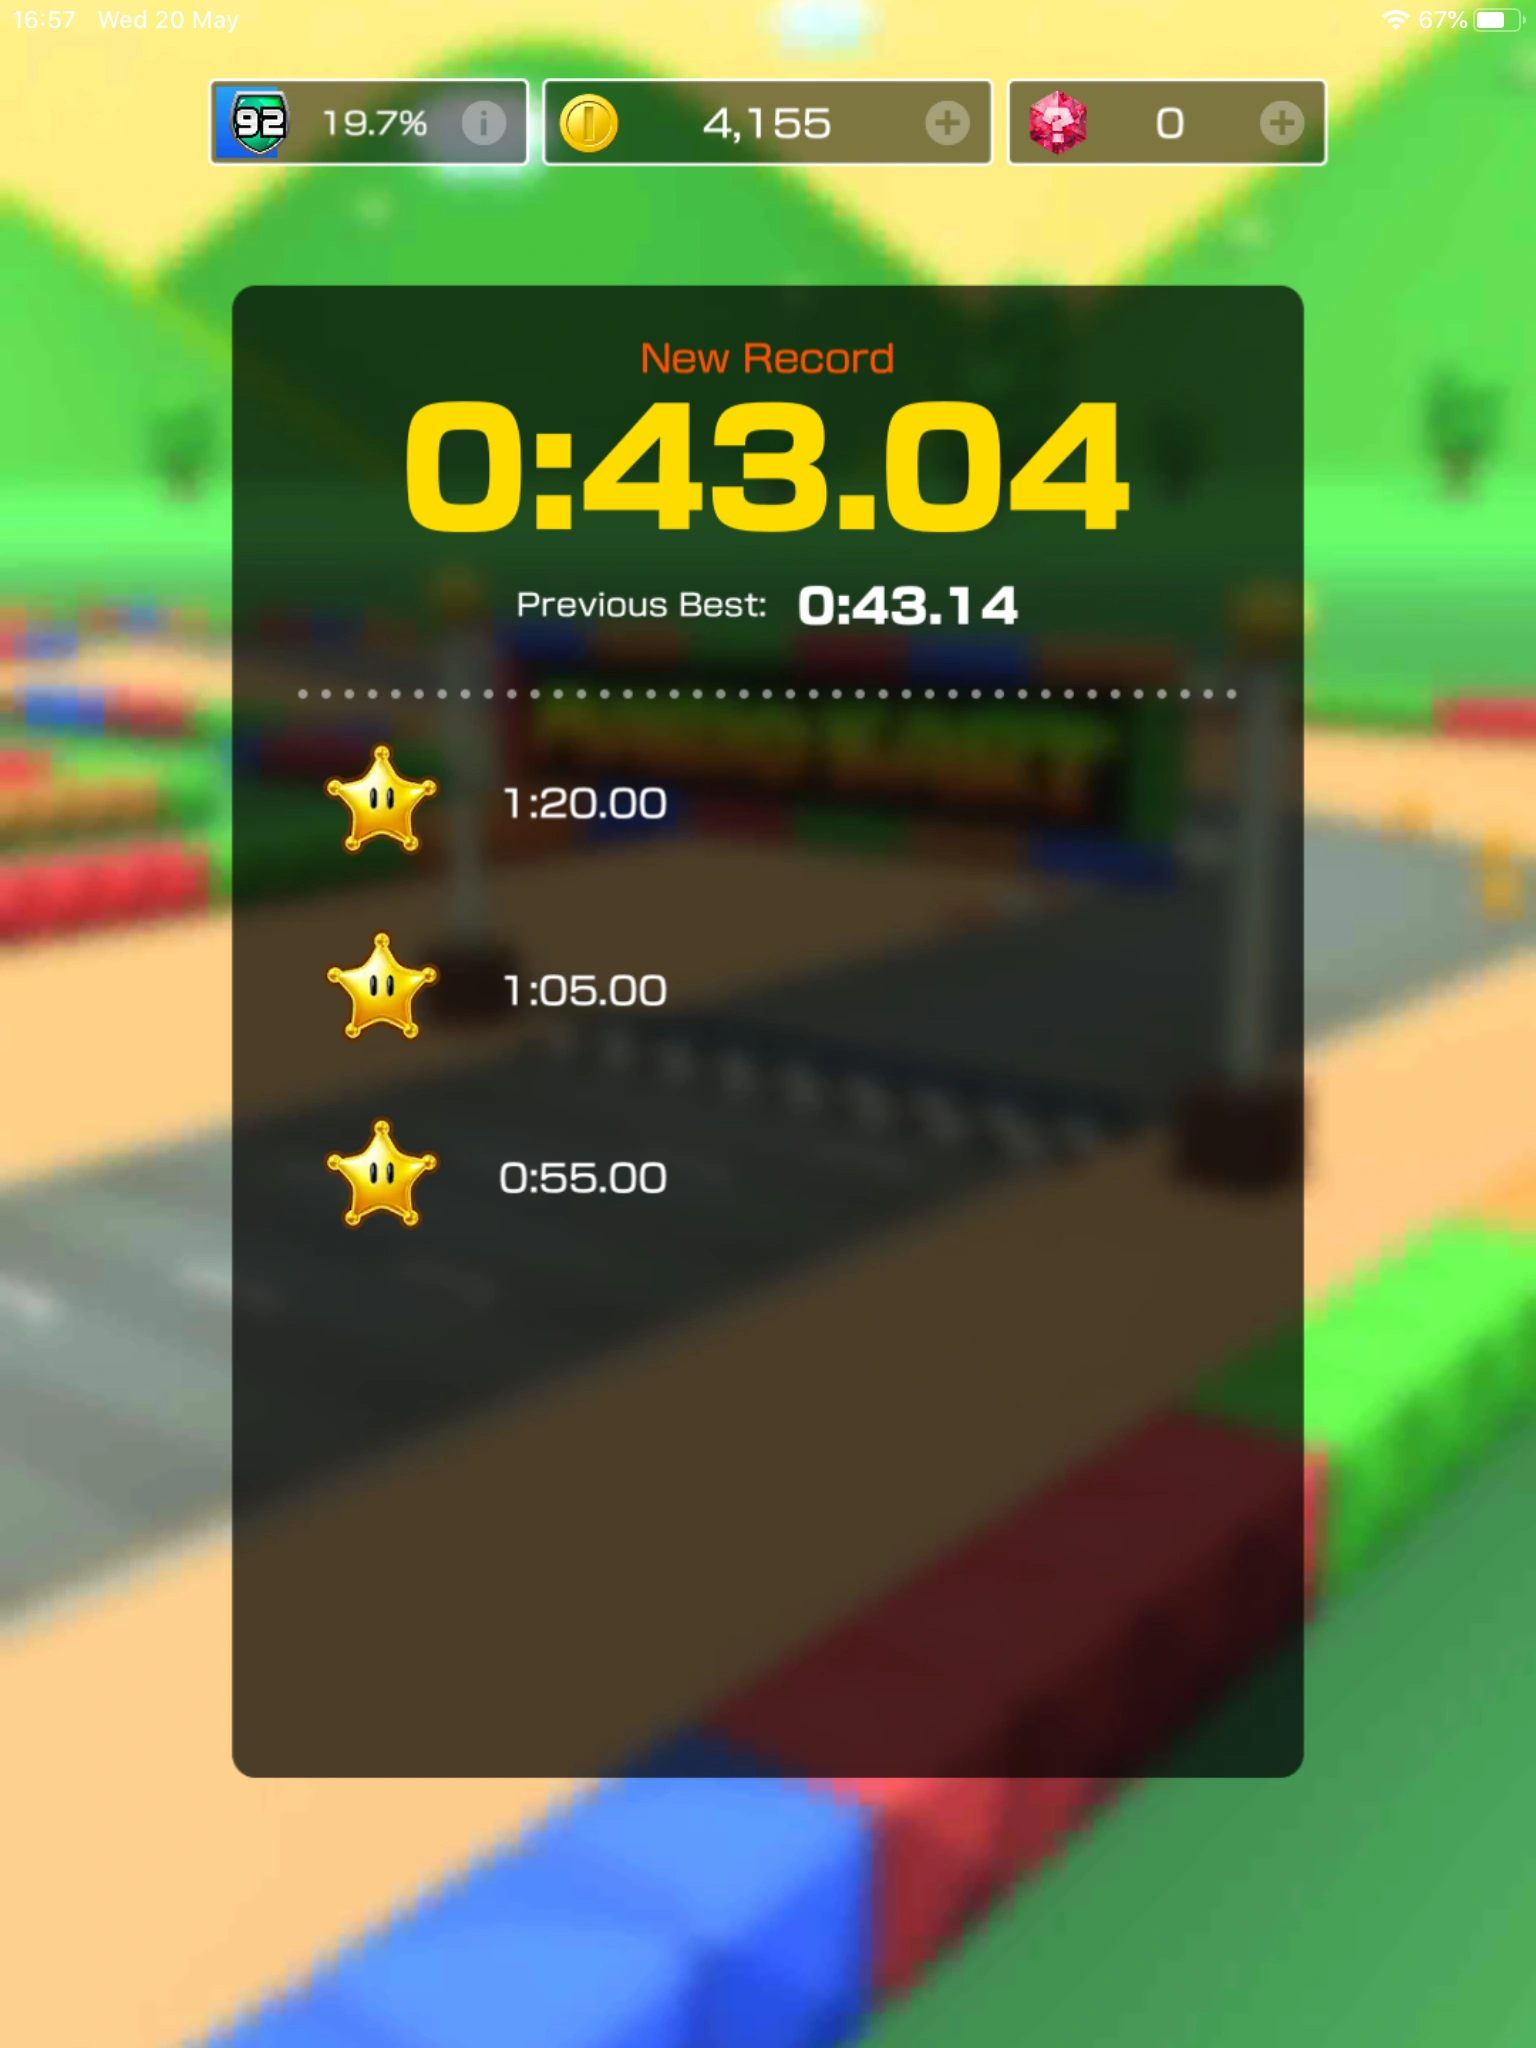 16:57 Wed 20 May 67%
92 19.7% i 4,155 + ? 0 +
New Record
0:43.04
Previous Best: 0:43.14
1:20.00
1:05.00
0:55.00